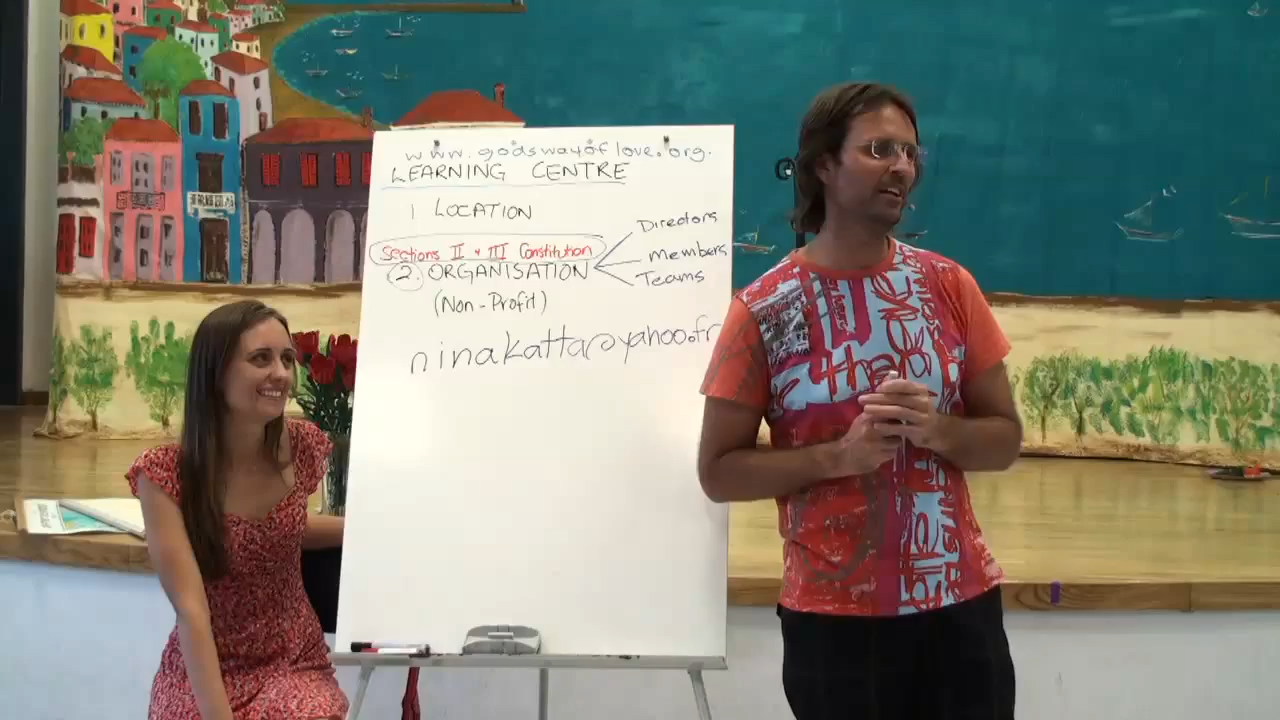 www.godswayoflove.org.
LEARNING CENTRE
1 LOCATION
Sections II & III Constitution
2. ORGANISATION
Directors
Members
Teams
(Non-Profit)
ninakatta@yahoo.fr
the